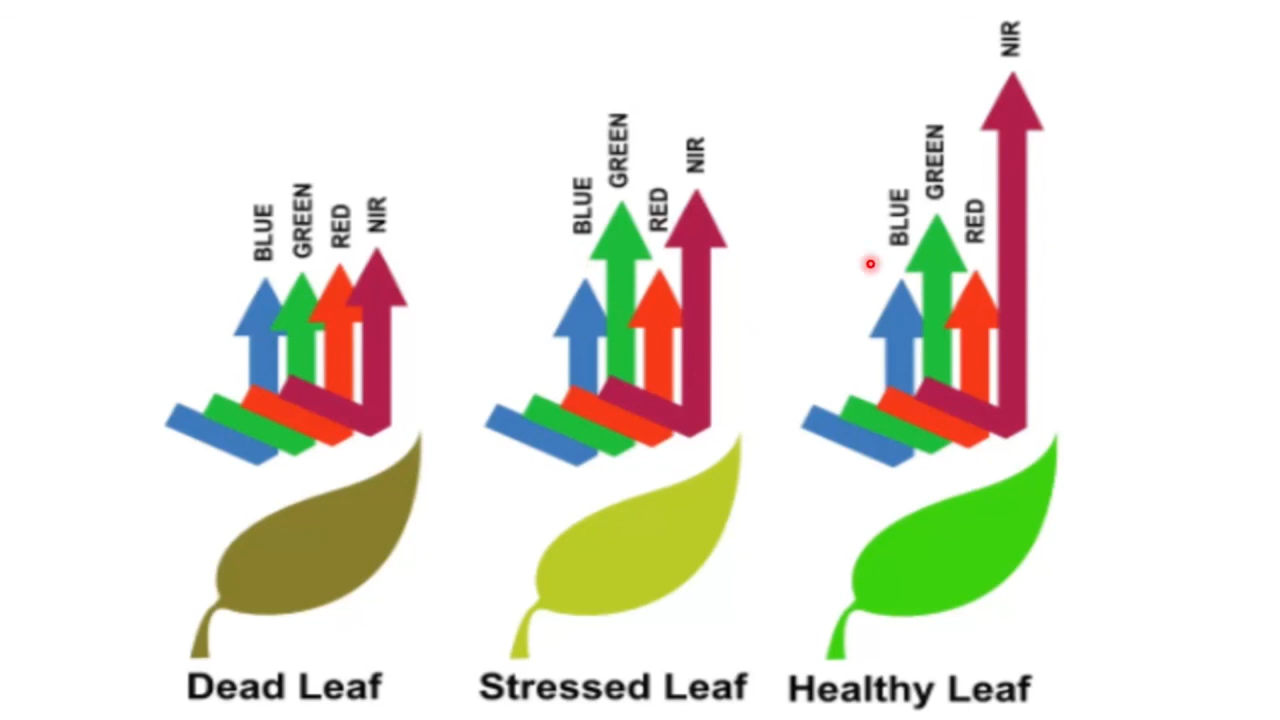 BLUE
GREEN
RED
NIR
BLUE
GREEN
RED
NIR
BLUE
GREEN
RED
NIR
Dead Leaf
Stressed Leaf
Healthy Leaf